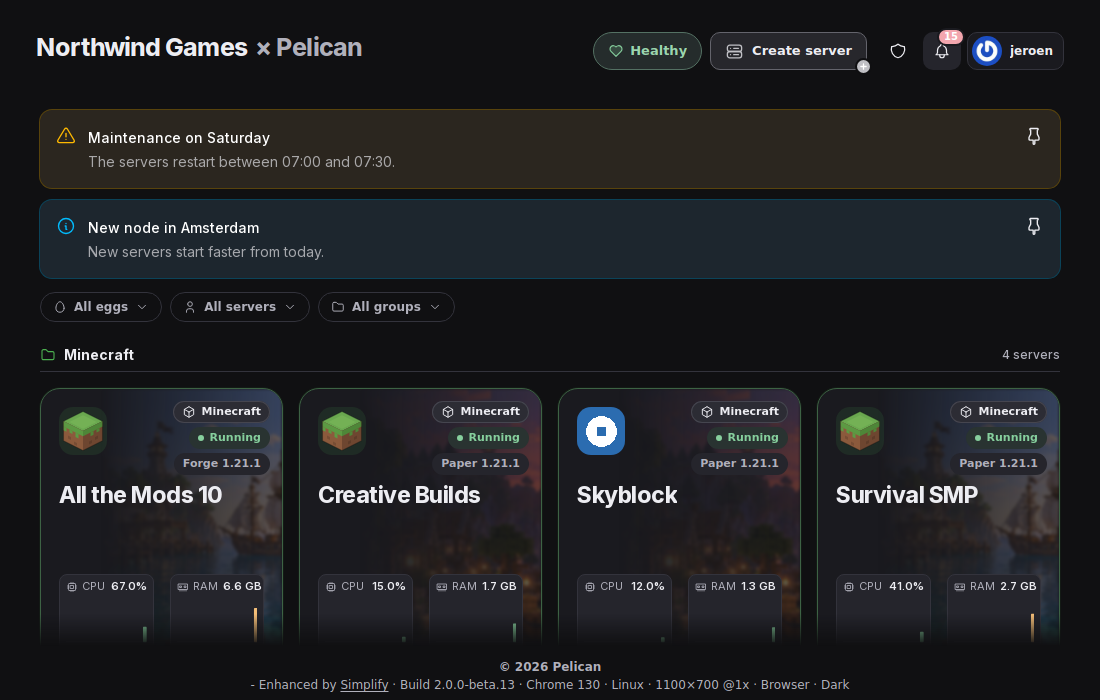 Northwind Games × Pelican
Healthy
Create server
15
jeroen
Maintenance on Saturday
The servers restart between 07:00 and 07:30.
New node in Amsterdam
New servers start faster from today.
All eggs
All servers
All groups
Minecraft
4 servers
Minecraft
Running
Forge 1.21.1
All the Mods 10
CPU 67.0%
RAM 6.6 GB
Minecraft
Running
Paper 1.21.1
Creative Builds
CPU 15.0%
RAM 1.7 GB
Minecraft
Running
Paper 1.21.1
Skyblock
CPU 12.0%
RAM 1.3 GB
Minecraft
Running
Paper 1.21.1
Survival SMP
CPU 41.0%
RAM 2.7 GB
© 2026 Pelican
- Enhanced by Simplify · Build 2.0.0-beta.13 · Chrome 130 · Linux · 1100×700 @1x · Browser · Dark